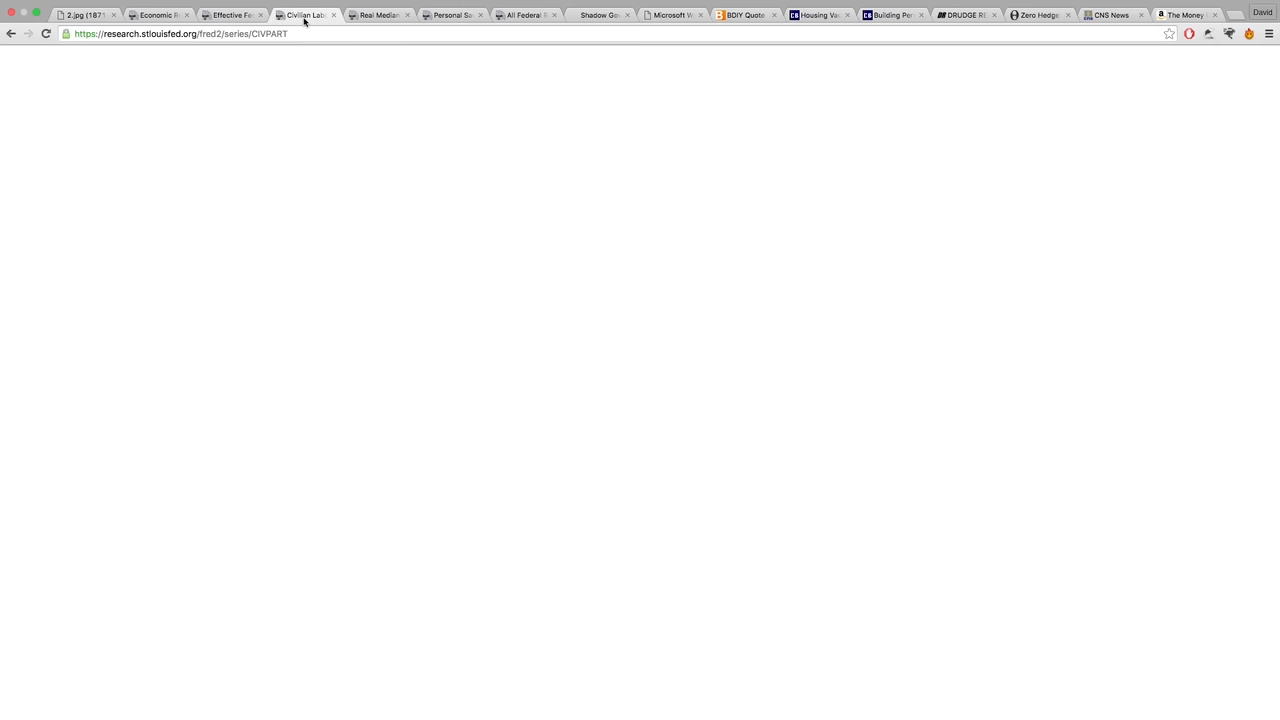 2.jpg (1871 Economic R Effective Fe Civilian Lab Real Median Personal Sa All Federal R Shadow Go Microsoft W BDIY Quote Housing Va Building Per DRUDGE RE Zero Hedge CNS News The Money David
https://research.stlouisfed.org/fred2/series/CIVPART